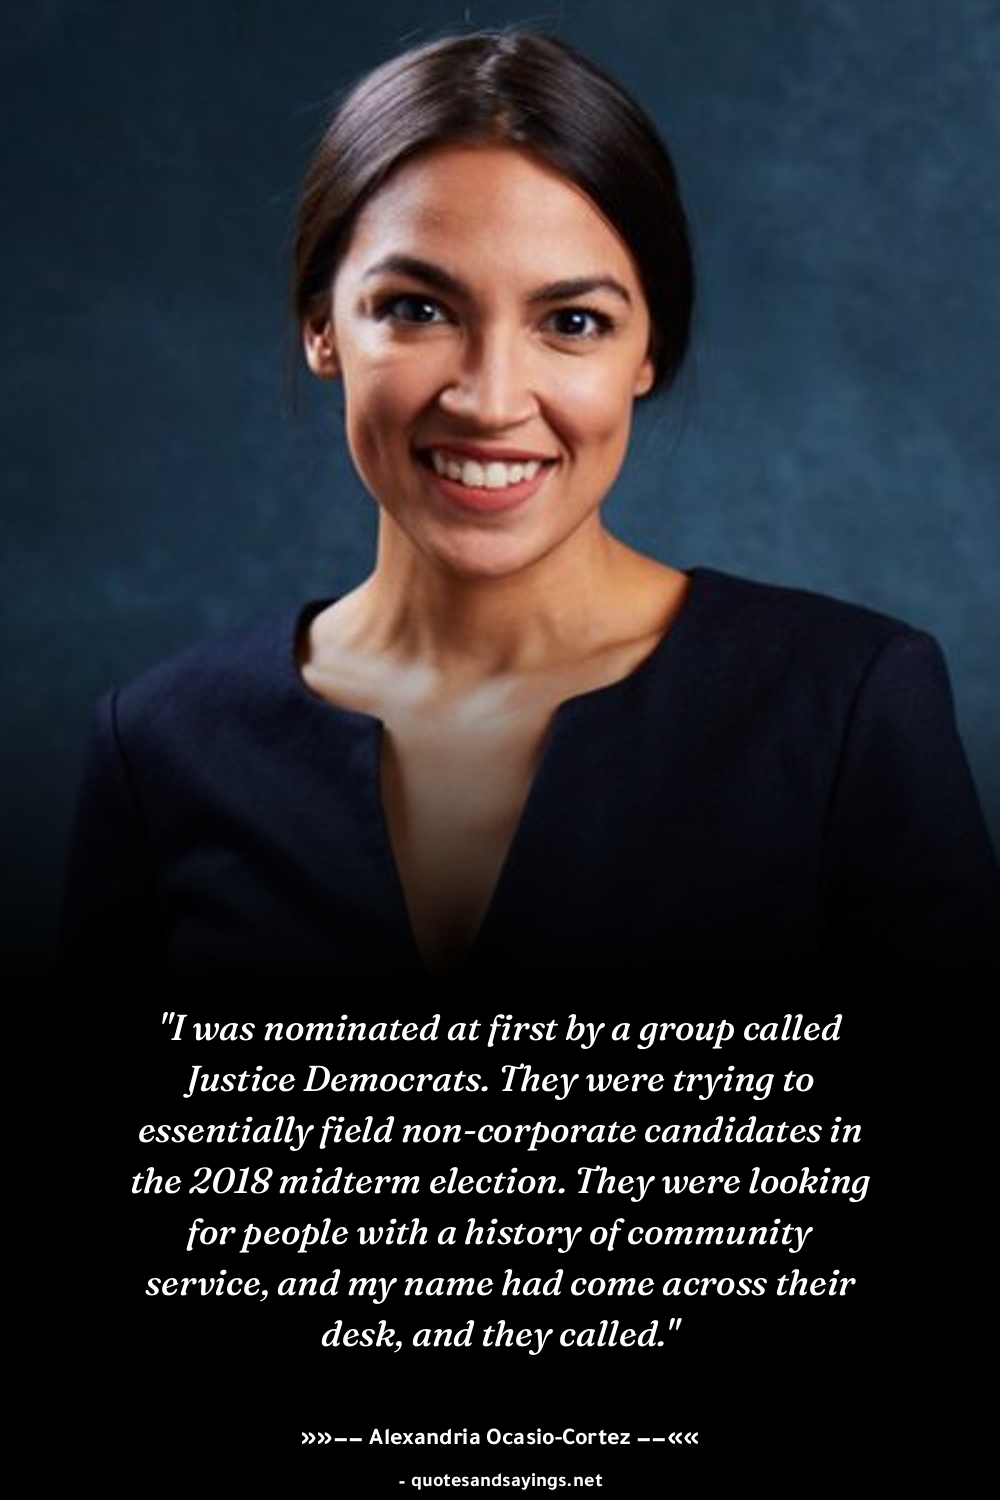 "I was nominated at first by a group called
Justice Democrats. They were trying to
essentially field non-corporate candidates in
the 2018 midterm election. They were looking
for people with a history of community
service, and my name had come across their
desk, and they called."
»»−− Alexandria Ocasio-Cortez −−««
- quotesandsayings.net